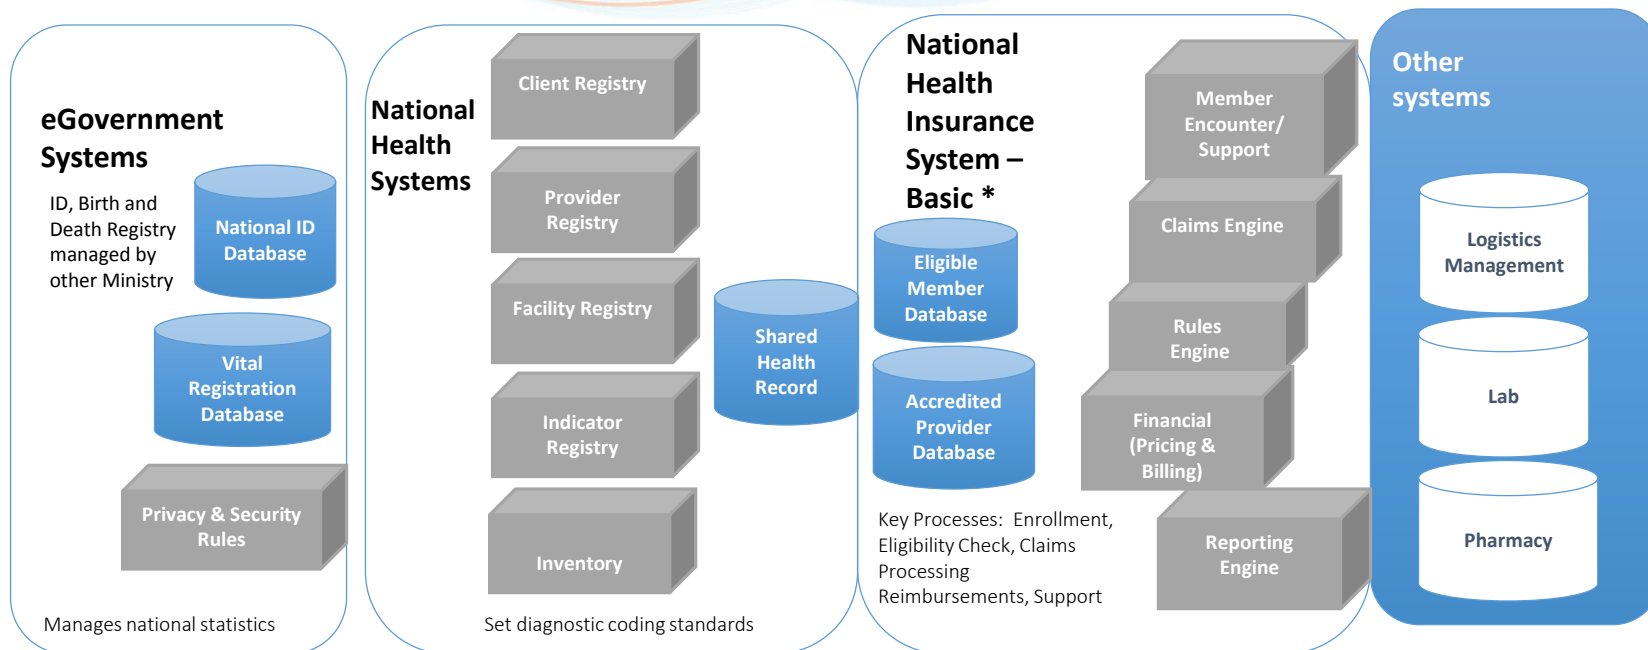 eGovernment
Systems
ID, Birth and
Death Registry
managed by
other Ministry
National ID
Database
Vital
Registration
Database
Privacy & Security
Rules
Manages national statistics
National
Health
Systems
Client Registry
Provider
Registry
Facility Registry
Indicator
Registry
Inventory
Shared
Health
Record
Set diagnostic coding standards
National
Health
Insurance
System –
Basic *
Eligible
Member
Database
Accredited
Provider
Database
Key Processes: Enrollment,
Eligibility Check, Claims
Processing
Reimbursements, Support
Member
Encounter/
Support
Claims Engine
Rules
Engine
Financial
(Pricing &
Billing)
Reporting
Engine
Other
systems
Logistics
Management
Lab
Pharmacy